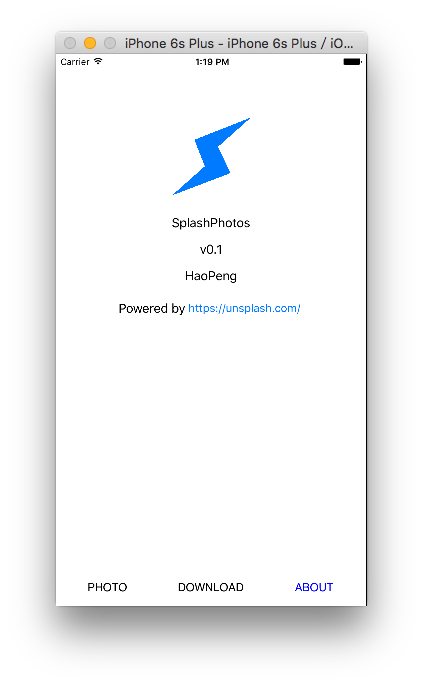 iPhone 6s Plus - iPhone 6s Plus / iO...
Carrier 1:19 PM
SplashPhotos
v0.1
HaoPeng
Powered by https://unsplash.com/
PHOTO DOWNLOAD ABOUT